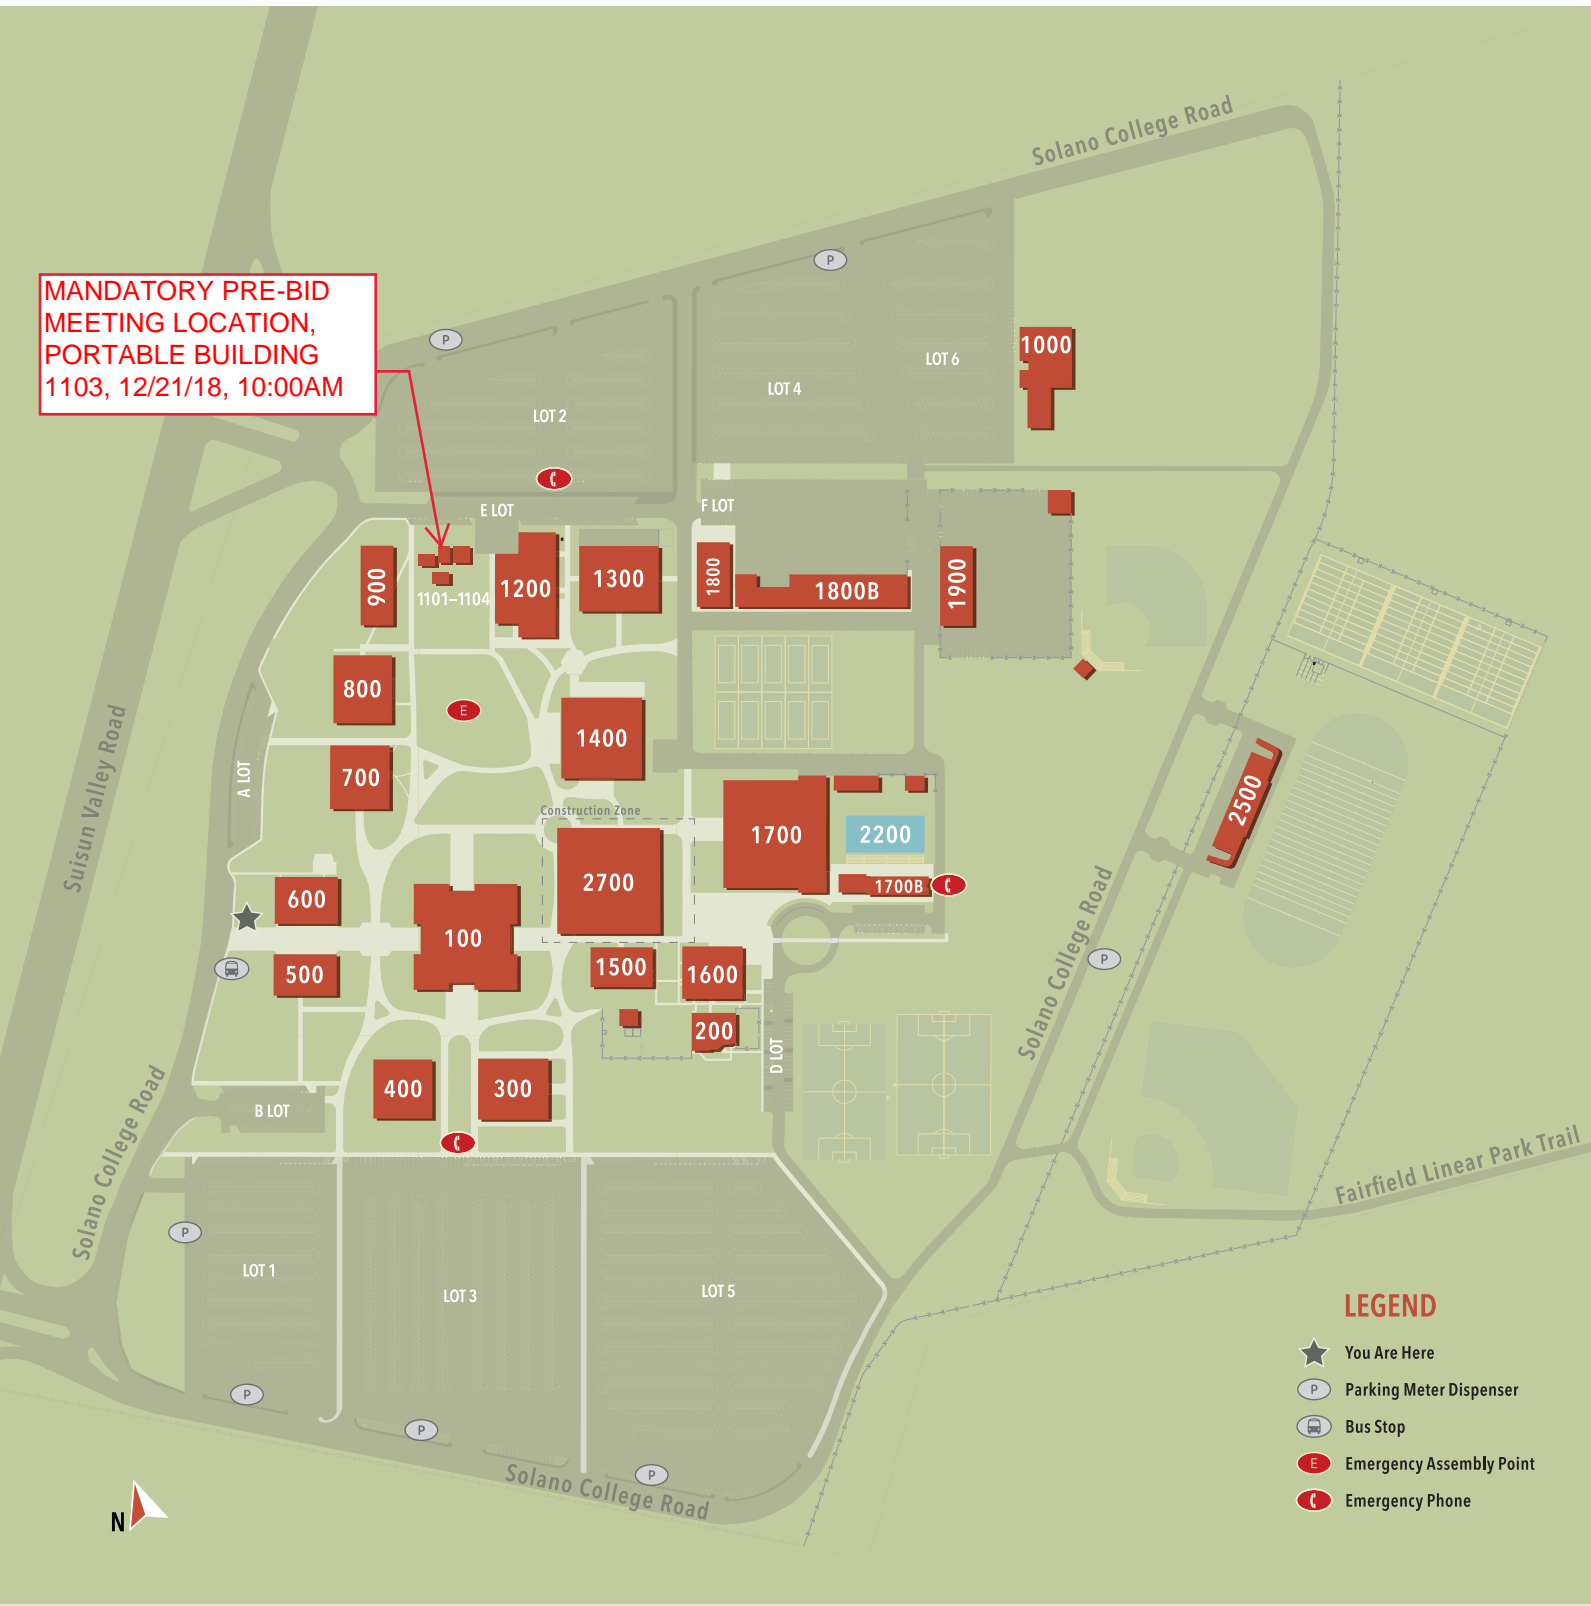 Solano College Road
P
MANDATORY PRE-BID
MEETING LOCATION,
PORTABLE BUILDING
1103, 12/21/18, 10:00AM
P
1000
LOT 6
LOT 4
LOT 2
E LOT
F LOT
900
1101–1104
1200
1300
1800
1800B
1900
800
E
1400
700
A LOT
Suisun Valley Road
Construction Zone
2700
1700
2200
1700B
2500
600
100
500
1500
1600
200
D LOT
P
Solano College Road
400
300
B LOT
Solano College Road
Fairfield Linear Park Trail
P
LOT 1
LOT 3
LOT 5
P
P
P
Solano College Road
N
LEGEND
You Are Here
P Parking Meter Dispenser
Bus Stop
E Emergency Assembly Point
Emergency Phone